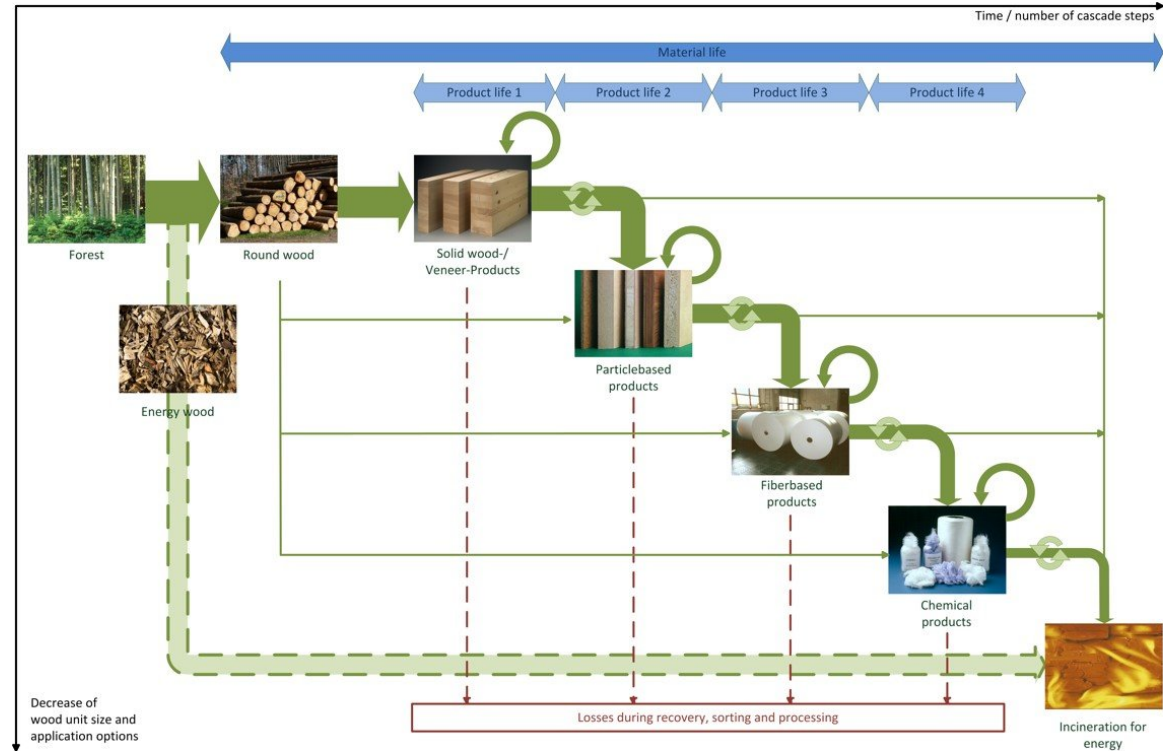 Time / number of cascade steps
Material life
Product life 1
Product life 2
Product life 3
Product life 4
Forest
Round wood
Solid wood-/
Veneer-Products
Energy wood
Particlebased
products
Fiberbased
products
Chemical
products
Decrease of
wood unit size and
application options
Losses during recovery, sorting and processing
Incineration for
energy